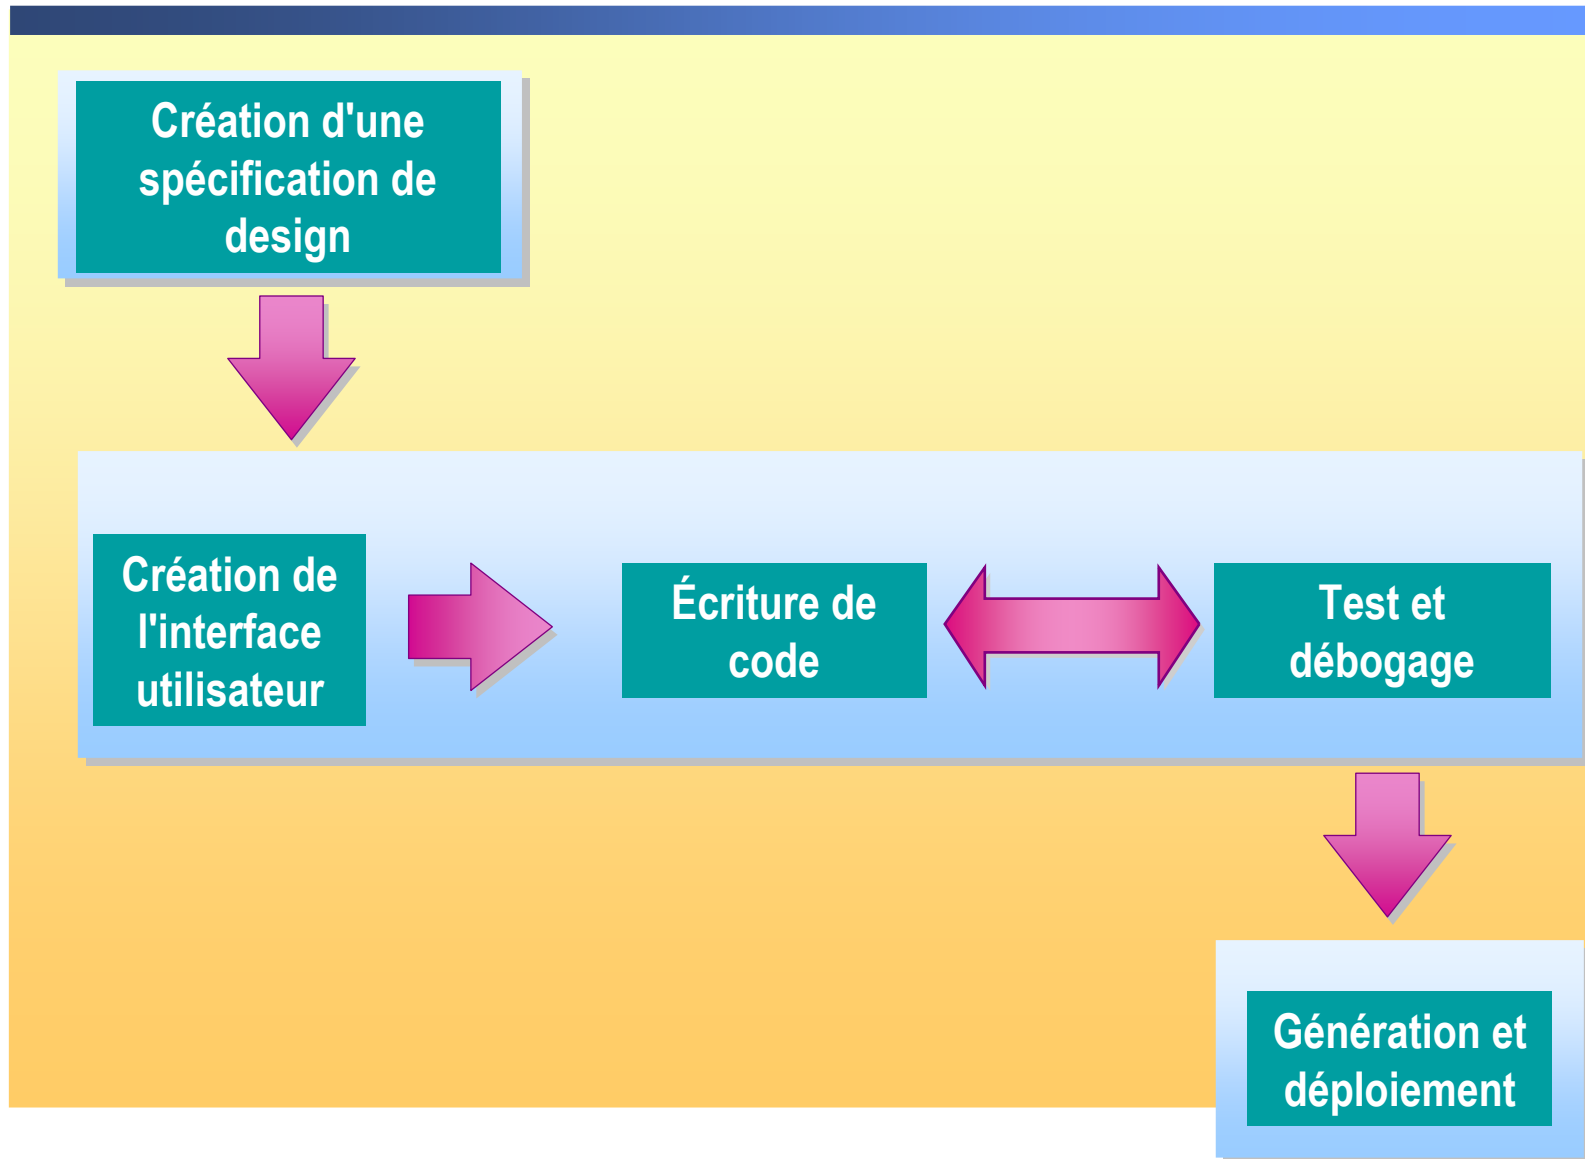 Création d'une
spécification de
design
Création de
l'interface
utilisateur
Écriture de
code
Test et
débogage
Génération et
déploiement